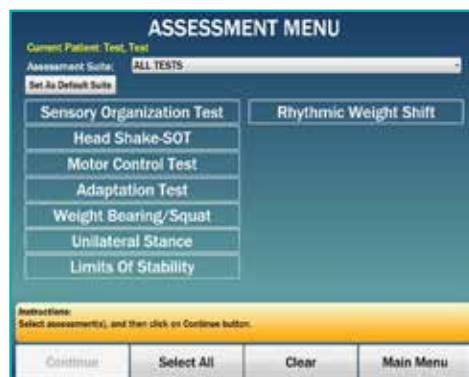 ASSESSMENT MENU
Current Patient: Test, Test
Assessment Suite: ALL TESTS
Set As Default Suite
Sensory Organization Test
Head Shake-SOT
Motor Control Test
Adaptation Test
Weight Bearing/Squat
Unilateral Stance
Limits Of Stability
Rhythmic Weight Shift
Instructions:
Select assessment(s), and then click on Continue button.
Continue Select All Clear Main Menu